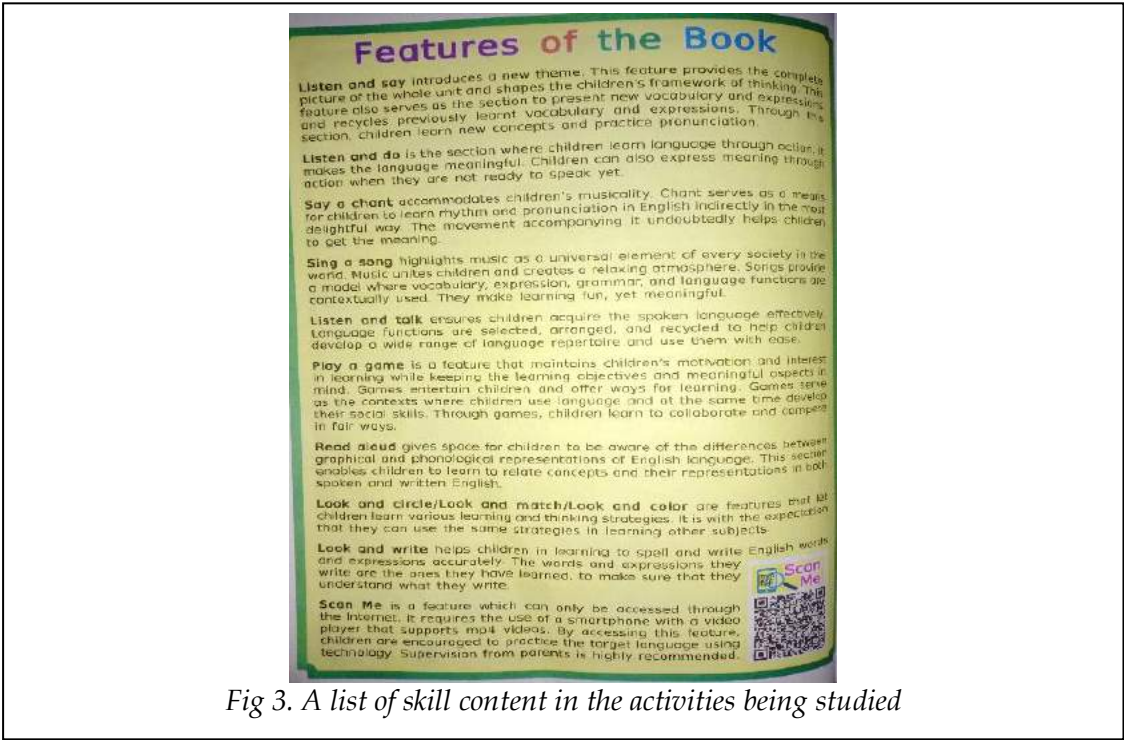 Features of the Book
Listen and say introduces a new theme. This feature provides the complete
picture of the whole unit and shapes the children's framework of thinking. This
feature also serves as the section to present new vocabulary and expressions
and recycles previously learnt vocabulary and expressions. Through this
section, children learn new concepts and practice pronunciation.
Listen and do is the section where children learn language through action. It
makes the language meaningful. Children can also express meaning through
action when they are not ready to speak yet.
Say a chant accommodates children's musicality. Chant serves as a means
for children to learn rhythm and pronunciation in English indirectly in the most
delightful way. The movement accompanying it undoubtedly helps children
to get the meaning.
Sing a song highlights music as a universal element of every society in the
world. Music unites children and creates a relaxing atmosphere. Songs provide
a model where vocabulary, expression, grammar, and language functions are
contextually used. They make learning fun, yet meaningful.
Listen and talk ensures children acquire the spoken language effectively.
Language functions are selected, arranged, and recycled to help children
develop a wide range of language repertoire and use them with ease.
Play a game is a feature that maintains children's motivation and interest
in learning while keeping the learning objectives and meaningful aspects in
mind. Games entertain children and offer ways for learning. Games serve
as the contexts where children use language and at the same time develop
their social skills. Through games, children learn to collaborate and compete
in fair ways.
Read aloud gives space for children to be aware of the differences between
graphical and phonological representations of English language. This section
enables children to learn to relate concepts and their representations in both
spoken and written English.
Look and circle/Look and match/Look and color are features that let
children learn various learning and thinking strategies. It is with the expectation
that they can use the same strategies in learning other subjects.
Look and write helps children in learning to spell and write English words
and expressions accurately. The words and expressions they
write are the ones they have learned, to make sure that they
understand what they write.
Scan Me is a feature which can only be accessed through
the Internet. It requires the use of a smartphone with a video
player that supports mp4 videos. By accessing this feature,
children are encouraged to practice the target language using
technology. Supervision from parents is highly recommended.
Scan
Me
Fig 3. A list of skill content in the activities being studied